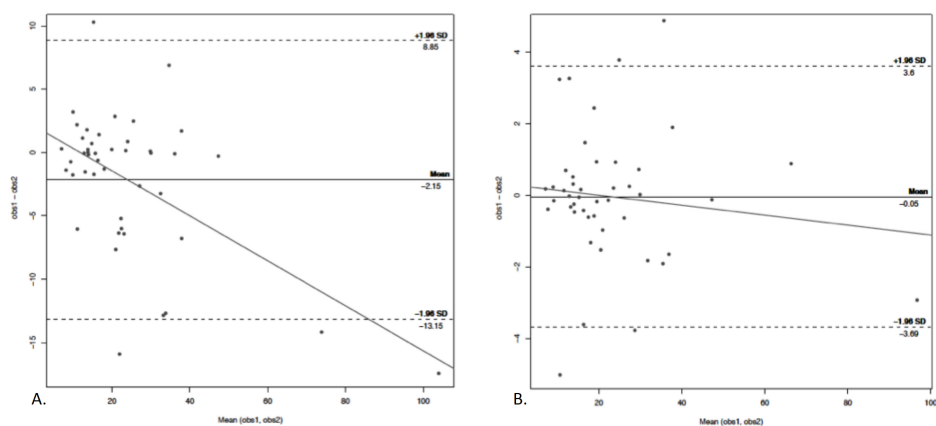 +1.96 SD
8.85
Mean
−2.15
−1.96 SD
−13.15
10
5
0
−5
−10
−15
obs1 − obs2
20
40
60
80
100
Mean (obs1, obs2)
A.
+1.96 SD
3.6
Mean
−0.05
−1.96 SD
−3.69
4
2
0
−2
−4
obs1 − obs2
20
40
60
80
100
Mean (obs1, obs2)
B.